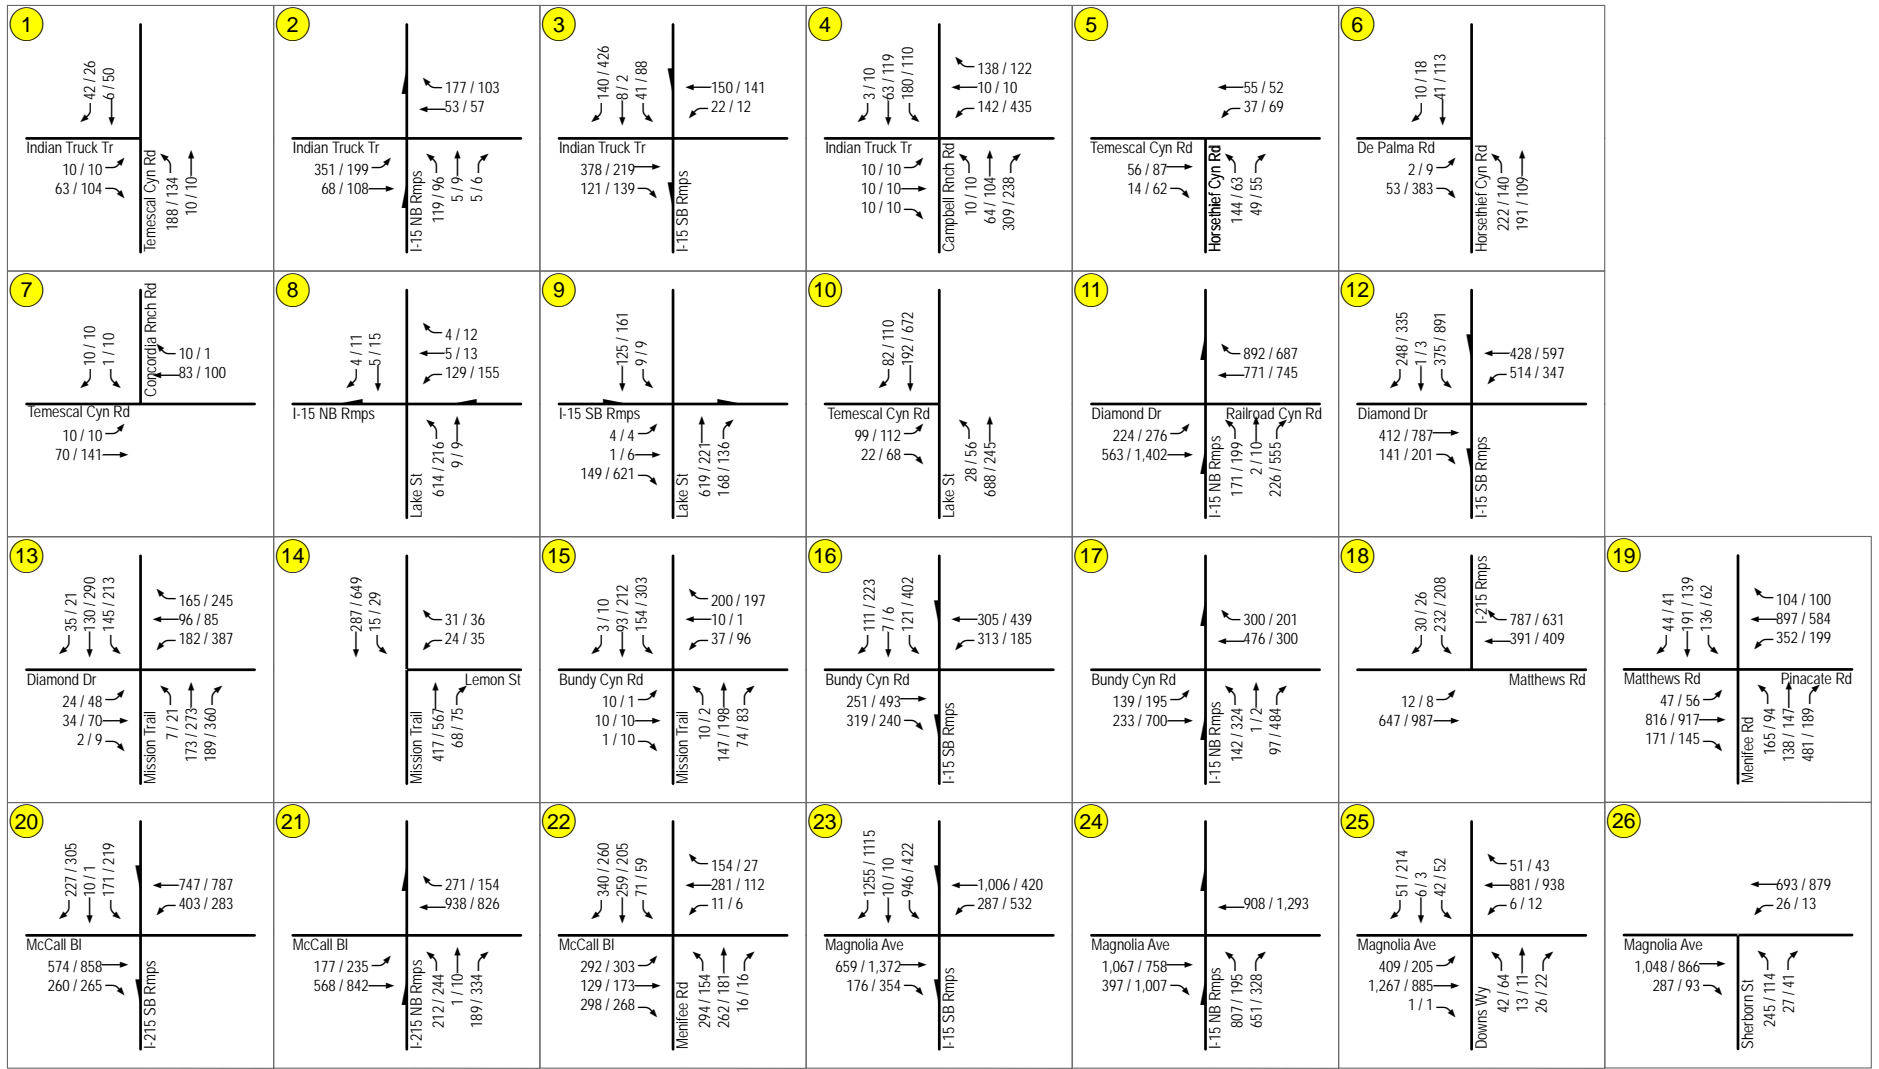 1
42 / 26
6 / 50
Indian Truck Tr
10 / 10
63 / 104
Temescal Cyn Rd
188 / 134
10 / 10
2
177 / 103
53 / 57
Indian Truck Tr
351 / 199
68 / 108
I-15 NB Rmps
119 / 96
5 / 9
5 / 6
3
140 / 426
8 / 2
41 / 88
150 / 141
22 / 12
Indian Truck Tr
378 / 219
121 / 139
I-15 SB Rmps
4
3 / 10
63 / 119
180 / 110
138 / 122
10 / 10
142 / 435
Indian Truck Tr
10 / 10
10 / 10
10 / 10
Campbell Rnch Rd
10 / 10
64 / 104
309 / 238
5
55 / 52
37 / 69
Temescal Cyn Rd
56 / 87
14 / 62
Horsethief Cyn Rd
144 / 63
49 / 55
6
10 / 18
41 / 113
De Palma Rd
2 / 9
53 / 383
Horsethief Cyn Rd
222 / 140
191 / 109
7
10 / 10
1 / 10
Concordia Rnch Rd
10 / 1
83 / 100
Temescal Cyn Rd
10 / 10
70 / 141
8
4 / 11
5 / 15
4 / 12
5 / 13
129 / 155
I-15 NB Rmps
Lake St
614 / 216
9 / 9
9
125 / 161
9 / 9
I-15 SB Rmps
4 / 4
1 / 6
149 / 621
Lake St
619 / 221
168 / 136
10
82 / 110
192 / 672
Temescal Cyn Rd
99 / 112
22 / 68
Lake St
28 / 56
688 / 245
11
892 / 687
771 / 745
Diamond Dr
Railroad Cyn Rd
224 / 276
563 / 1,402
I-15 NB Rmps
171 / 199
2 / 10
226 / 555
12
248 / 335
1 / 3
375 / 891
428 / 597
514 / 347
Diamond Dr
412 / 787
141 / 201
I-15 SB Rmps
13
35 / 21
130 / 290
145 / 213
165 / 245
96 / 85
182 / 387
Diamond Dr
24 / 48
34 / 70
2 / 9
Mission Trail
7 / 21
173 / 273
189 / 360
14
287 / 649
15 / 29
31 / 36
24 / 35
Lemon St
Mission Trail
417 / 567
68 / 75
15
3 / 10
93 / 212
154 / 303
200 / 197
10 / 1
37 / 96
Bundy Cyn Rd
10 / 1
10 / 10
1 / 10
Mission Trail
10 / 2
147 / 198
74 / 83
16
111 / 223
7 / 6
121 / 402
305 / 439
313 / 185
Bundy Cyn Rd
251 / 493
319 / 240
I-15 SB Rmps
17
300 / 201
476 / 300
Bundy Cyn Rd
139 / 195
233 / 700
I-15 NB Rmps
142 / 324
1 / 2
97 / 484
18
30 / 26
232 / 208
I-215 Rmps
787 / 631
391 / 409
Matthews Rd
12 / 8
647 / 987
19
44 / 41
191 / 139
136 / 62
104 / 100
897 / 584
352 / 199
Matthews Rd
Pinacate Rd
47 / 56
816 / 917
171 / 145
Menifee Rd
165 / 94
138 / 147
481 / 189
20
227 / 305
10 / 1
171 / 219
747 / 787
403 / 283
McCall Bl
574 / 858
260 / 265
I-215 SB Rmps
21
271 / 154
938 / 826
McCall Bl
177 / 235
568 / 842
I-215 NB Rmps
212 / 244
1 / 10
189 / 334
22
340 / 260
259 / 205
71 / 59
154 / 27
281 / 112
11 / 6
McCall Bl
292 / 303
129 / 173
298 / 268
Menifee Rd
294 / 154
262 / 181
16 / 16
23
1255 / 1115
10 / 10
946 / 422
1,006 / 420
287 / 532
Magnolia Ave
659 / 1,372
176 / 354
I-15 SB Rmps
24
908 / 1,293
Magnolia Ave
1,067 / 758
397 / 1,007
I-15 NB Rmps
807 / 195
651 / 328
25
51 / 214
6 / 3
42 / 52
51 / 43
881 / 938
6 / 12
Magnolia Ave
409 / 205
1,267 / 885
1 / 1
Downs Wy
42 / 64
13 / 11
26 / 22
26
693 / 879
26 / 13
Magnolia Ave
1,048 / 866
287 / 93
Sherborn St
245 / 114
27 / 41